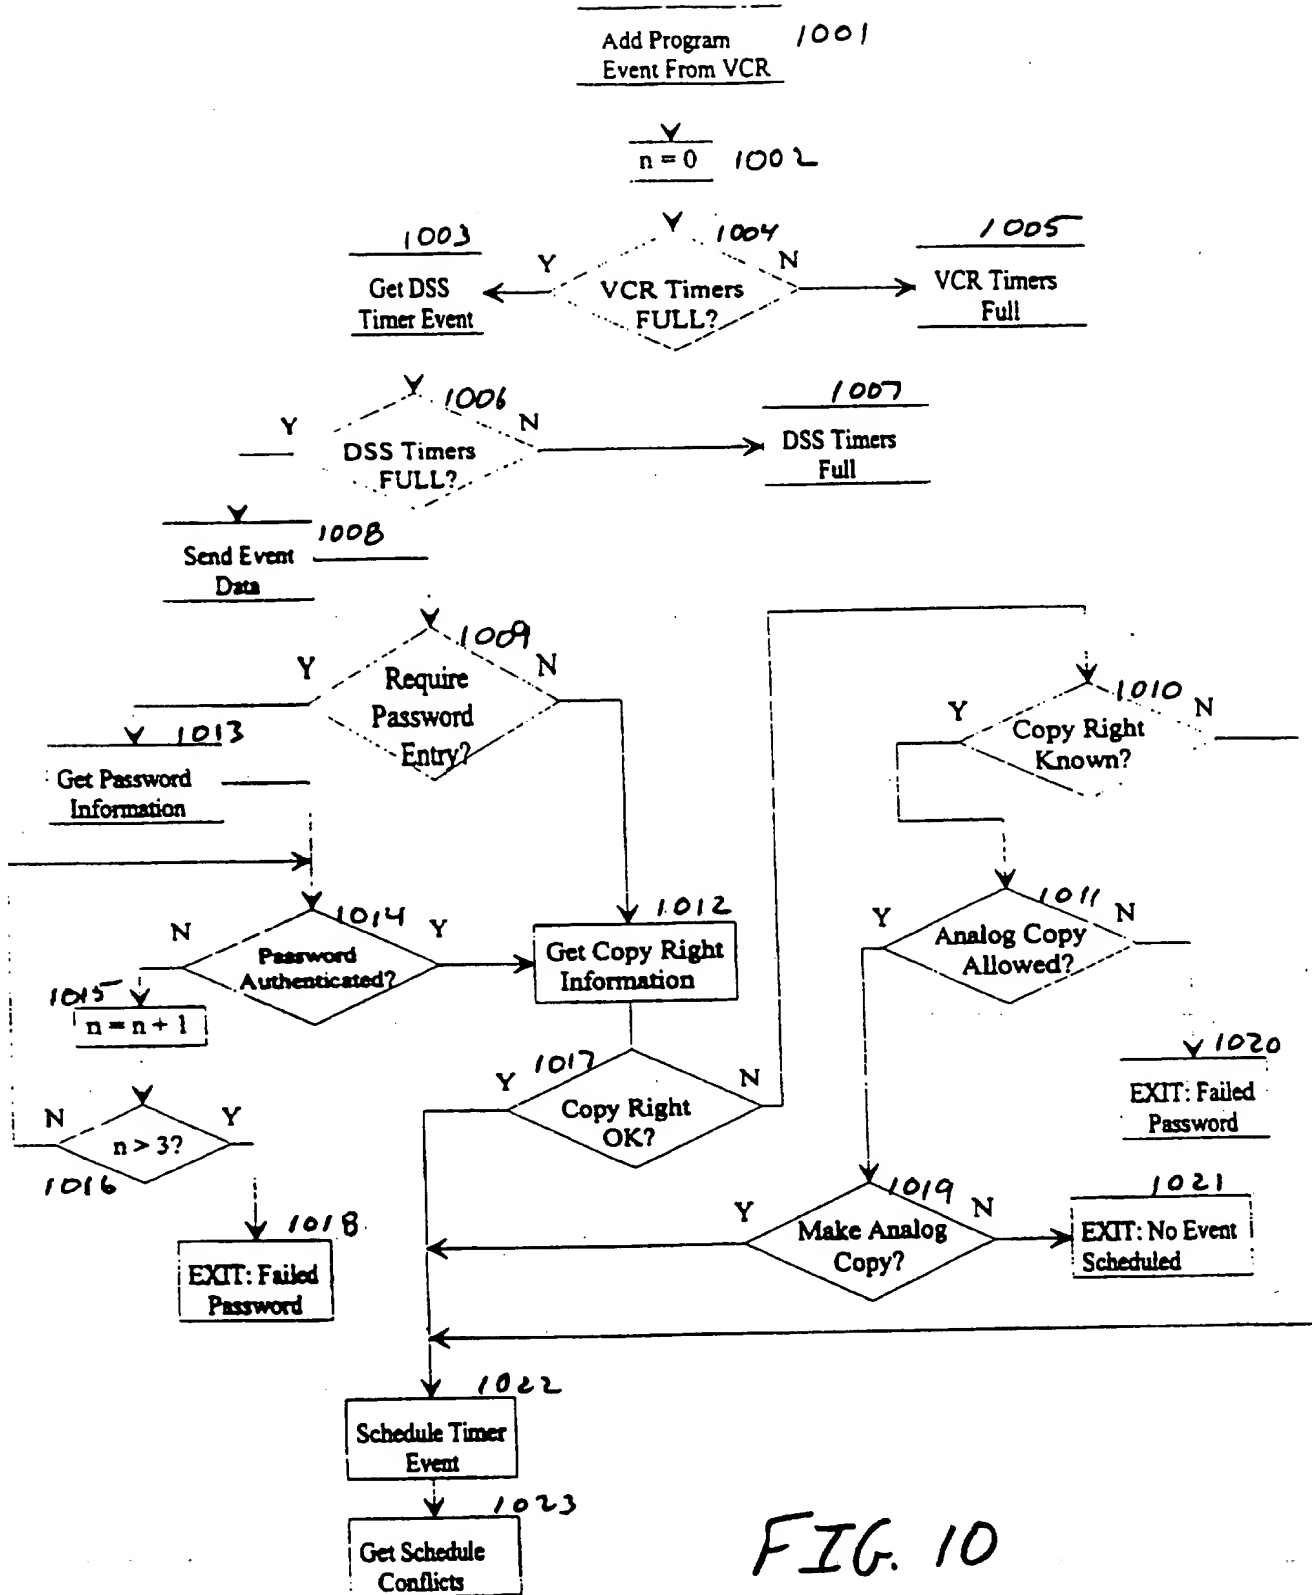 Add Program 1001
Event From VCR
n = 0 1002
1003
1004
1005
Y
N
Get DSS
Timer Event
VCR Timers
FULL?
VCR Timers
Full
1006
1007
Y
N
DSS Timers
FULL?
DSS Timers
Full
1008
Send Event
Data
1009
Y
N
Require
Password
Entry?
1010
Y
N
Copy Right
Known?
1013
Get Password
Information
1014
N
Y
Password
Authenticated?
1012
Get Copy Right
Information
1011
Y
N
Analog Copy
Allowed?
1015
n = n + 1
1017
Y
N
Copy Right
OK?
1020
EXIT: Failed
Password
N
Y
n > 3?
1016
1018
EXIT: Failed
Password
1019
Y
N
Make Analog
Copy?
1021
EXIT: No Event
Scheduled
1022
Schedule Timer
Event
1023
Get Schedule
Conflicts
FIG. 10